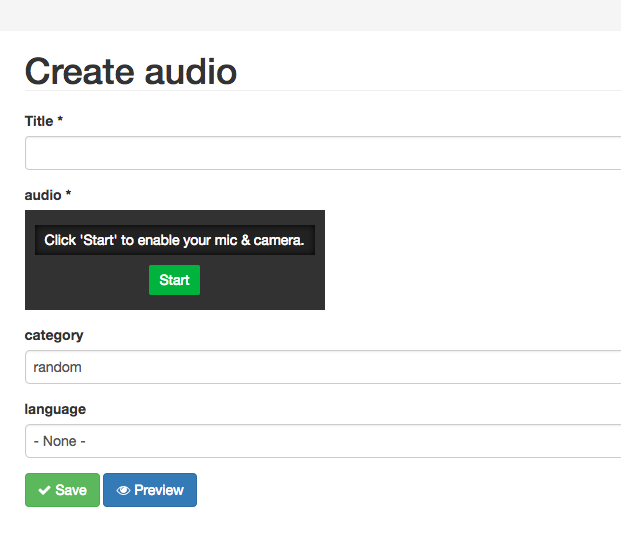 Create audio
Title *
audio *
Click 'Start' to enable your mic & camera.
Start
category
random
language
- None -
Save Preview